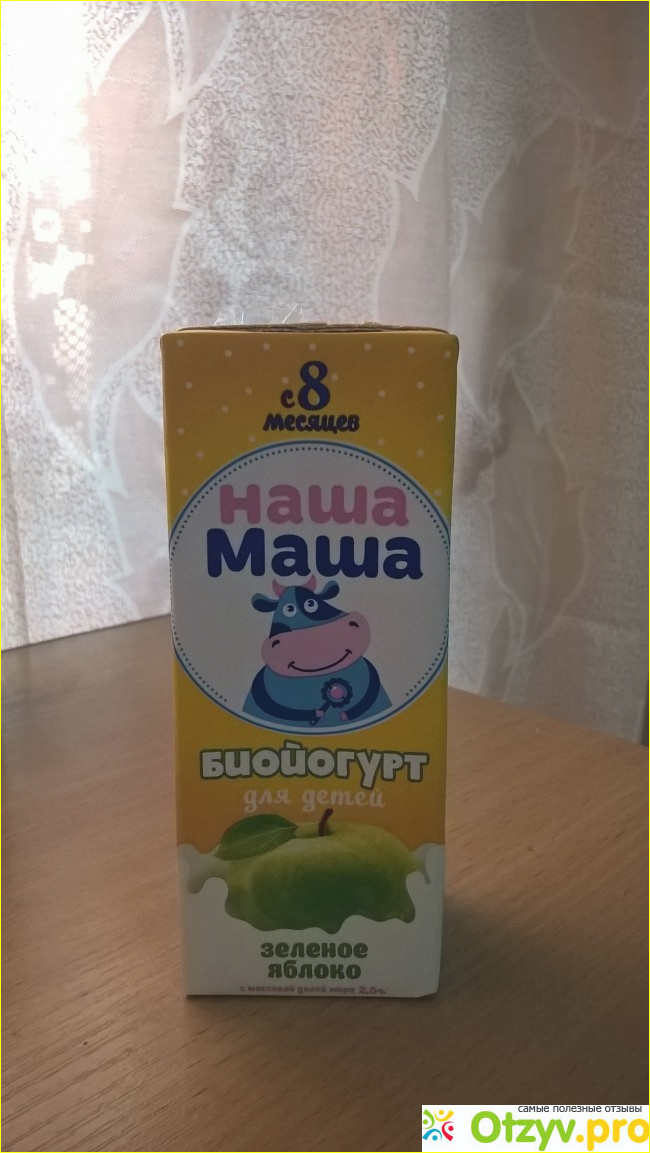 с 8
месяцев
наша
Маша
биойогурт
для детей
зеленое
яблоко
с массовой долей жира 2,5%
самые полезные отзывы
Otzyv.pro